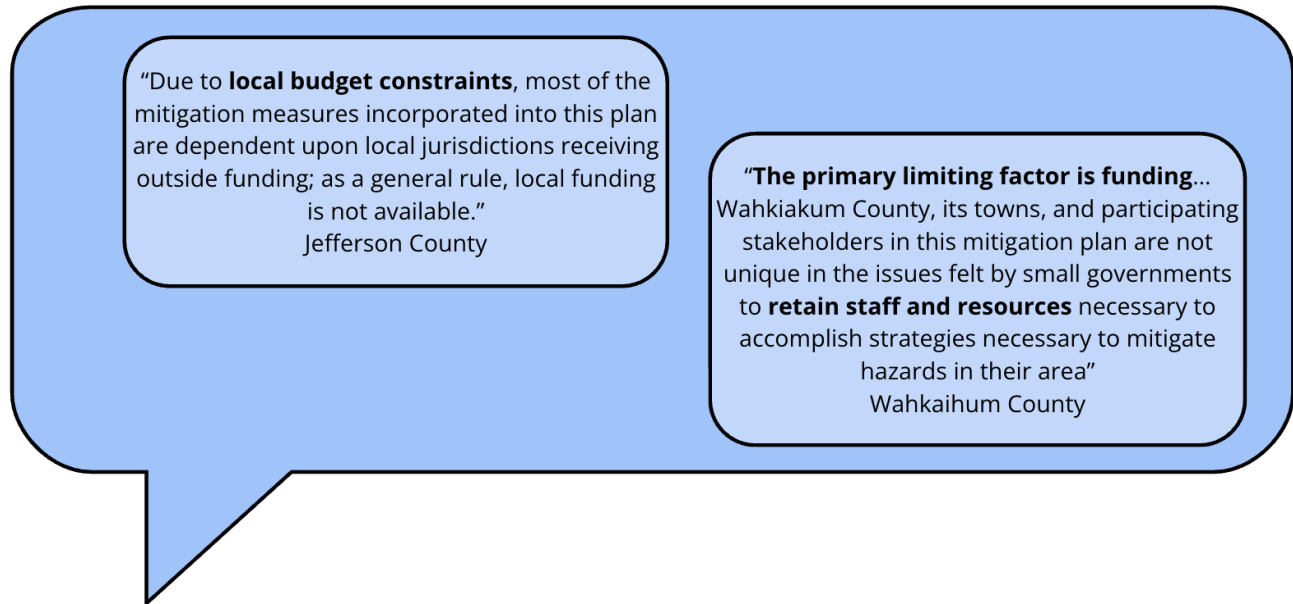 “Due to local budget constraints, most of the
mitigation measures incorporated into this plan
are dependent upon local jurisdictions receiving
outside funding; as a general rule, local funding
is not available.”
Jefferson County
“The primary limiting factor is funding...
Wahkiakum County, its towns, and participating
stakeholders in this mitigation plan are not
unique in the issues felt by small governments
to retain staff and resources necessary to
accomplish strategies necessary to mitigate
hazards in their area”
Wahkaihum County